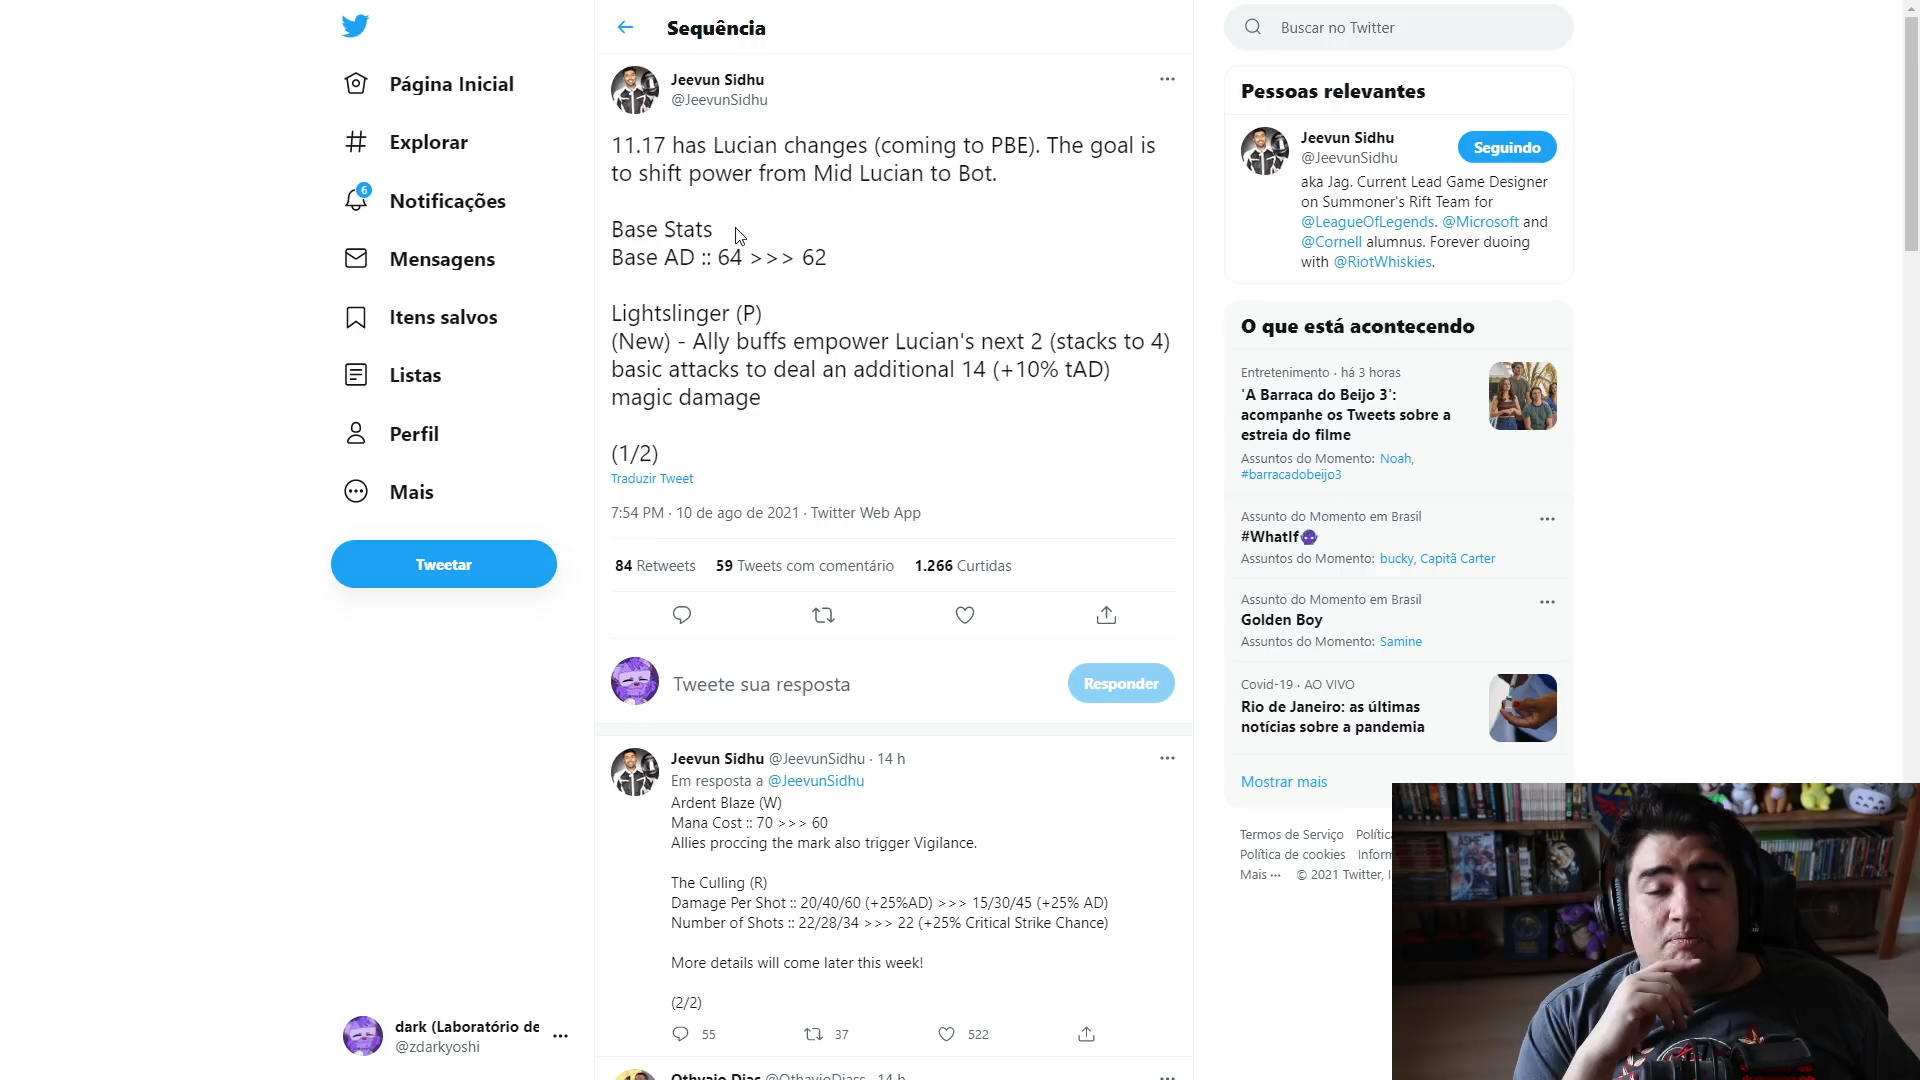 Sequência
Buscar no Twitter
Página Inicial
Explorar
6
Notificações
Mensagens
Itens salvos
Listas
Perfil
Mais
Tweetar
dark (Laboratório de
@zdarkyoshi
Jeevun Sidhu
@JeevunSidhu
11.17 has Lucian changes (coming to PBE). The goal is
to shift power from Mid Lucian to Bot.
Base Stats
Base AD :: 64 >>> 62
Lightslinger (P)
(New) - Ally buffs empower Lucian's next 2 (stacks to 4)
basic attacks to deal an additional 14 (+10% tAD)
magic damage
(1/2)
Traduzir Tweet
7:54 PM · 10 de ago de 2021 · Twitter Web App
84 Retweets 59 Tweets com comentário 1.266 Curtidas
Tweete sua resposta
Responder
Jeevun Sidhu @JeevunSidhu · 14 h
Em resposta a @JeevunSidhu
Ardent Blaze (W)
Mana Cost :: 70 >>> 60
Allies proccing the mark also trigger Vigilance.
The Culling (R)
Damage Per Shot :: 20/40/60 (+25%AD) >>> 15/30/45 (+25% AD)
Number of Shots :: 22/28/34 >>> 22 (+25% Critical Strike Chance)
More details will come later this week!
(2/2)
55 37 522
Othvaio Dias @OthavioDiass · 14 h
Pessoas relevantes
Jeevun Sidhu
@JeevunSidhu
Seguindo
aka Jag. Current Lead Game Designer
on Summoner's Rift Team for
@LeagueOfLegends. @Microsoft and
@Cornell alumnus. Forever duoing
with @RiotWhiskies.
O que está acontecendo
Entretenimento · há 3 horas
'A Barraca do Beijo 3':
acompanhe os Tweets sobre a
estreia do filme
Assuntos do Momento: Noah,
#barracadobeijo3
Assunto do Momento em Brasil
#WhatIf
Assuntos do Momento: bucky, Capitã Carter
Assunto do Momento em Brasil
Golden Boy
Assuntos do Momento: Samine
Covid-19 · AO VIVO
Rio de Janeiro: as últimas
notícias sobre a pandemia
Mostrar mais
Termos de Serviço Polític
Política de cookies Inform
Mais ··· © 2021 Twitter, I